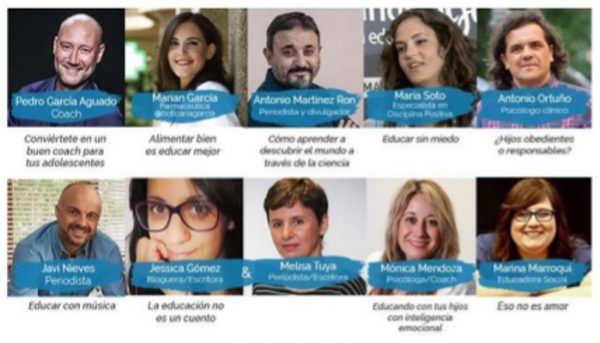 edu
Pedro García Aguado
Coach
Marian García
Farmacéutica
@boticariagarcia
Antonio Martínez Ron
Periodista y divulgador
María Soto
Especialista en
Disciplina Positiva
Antonio Ortuño
Psicólogo clínico
Conviértete en un
buen coach para
tus adolescentes
Alimentar bien
es educar mejor
Cómo aprender a
descubrir el mundo a
través de la ciencia
Educar sin miedo
¿Hijos obedientes
o responsables?
Javi Nieves
Periodista
Jessica Gómez
Bloguera/Escritora
&
Melisa Tuya
Periodista/Escritora
Mónica Mendoza
Psicóloga/Coach
Marina Marroquí
Educadora Social
Educar con música
La educación no
es un cuento
Educando con tus hijos
con inteligencia
emocional
Eso no es amor